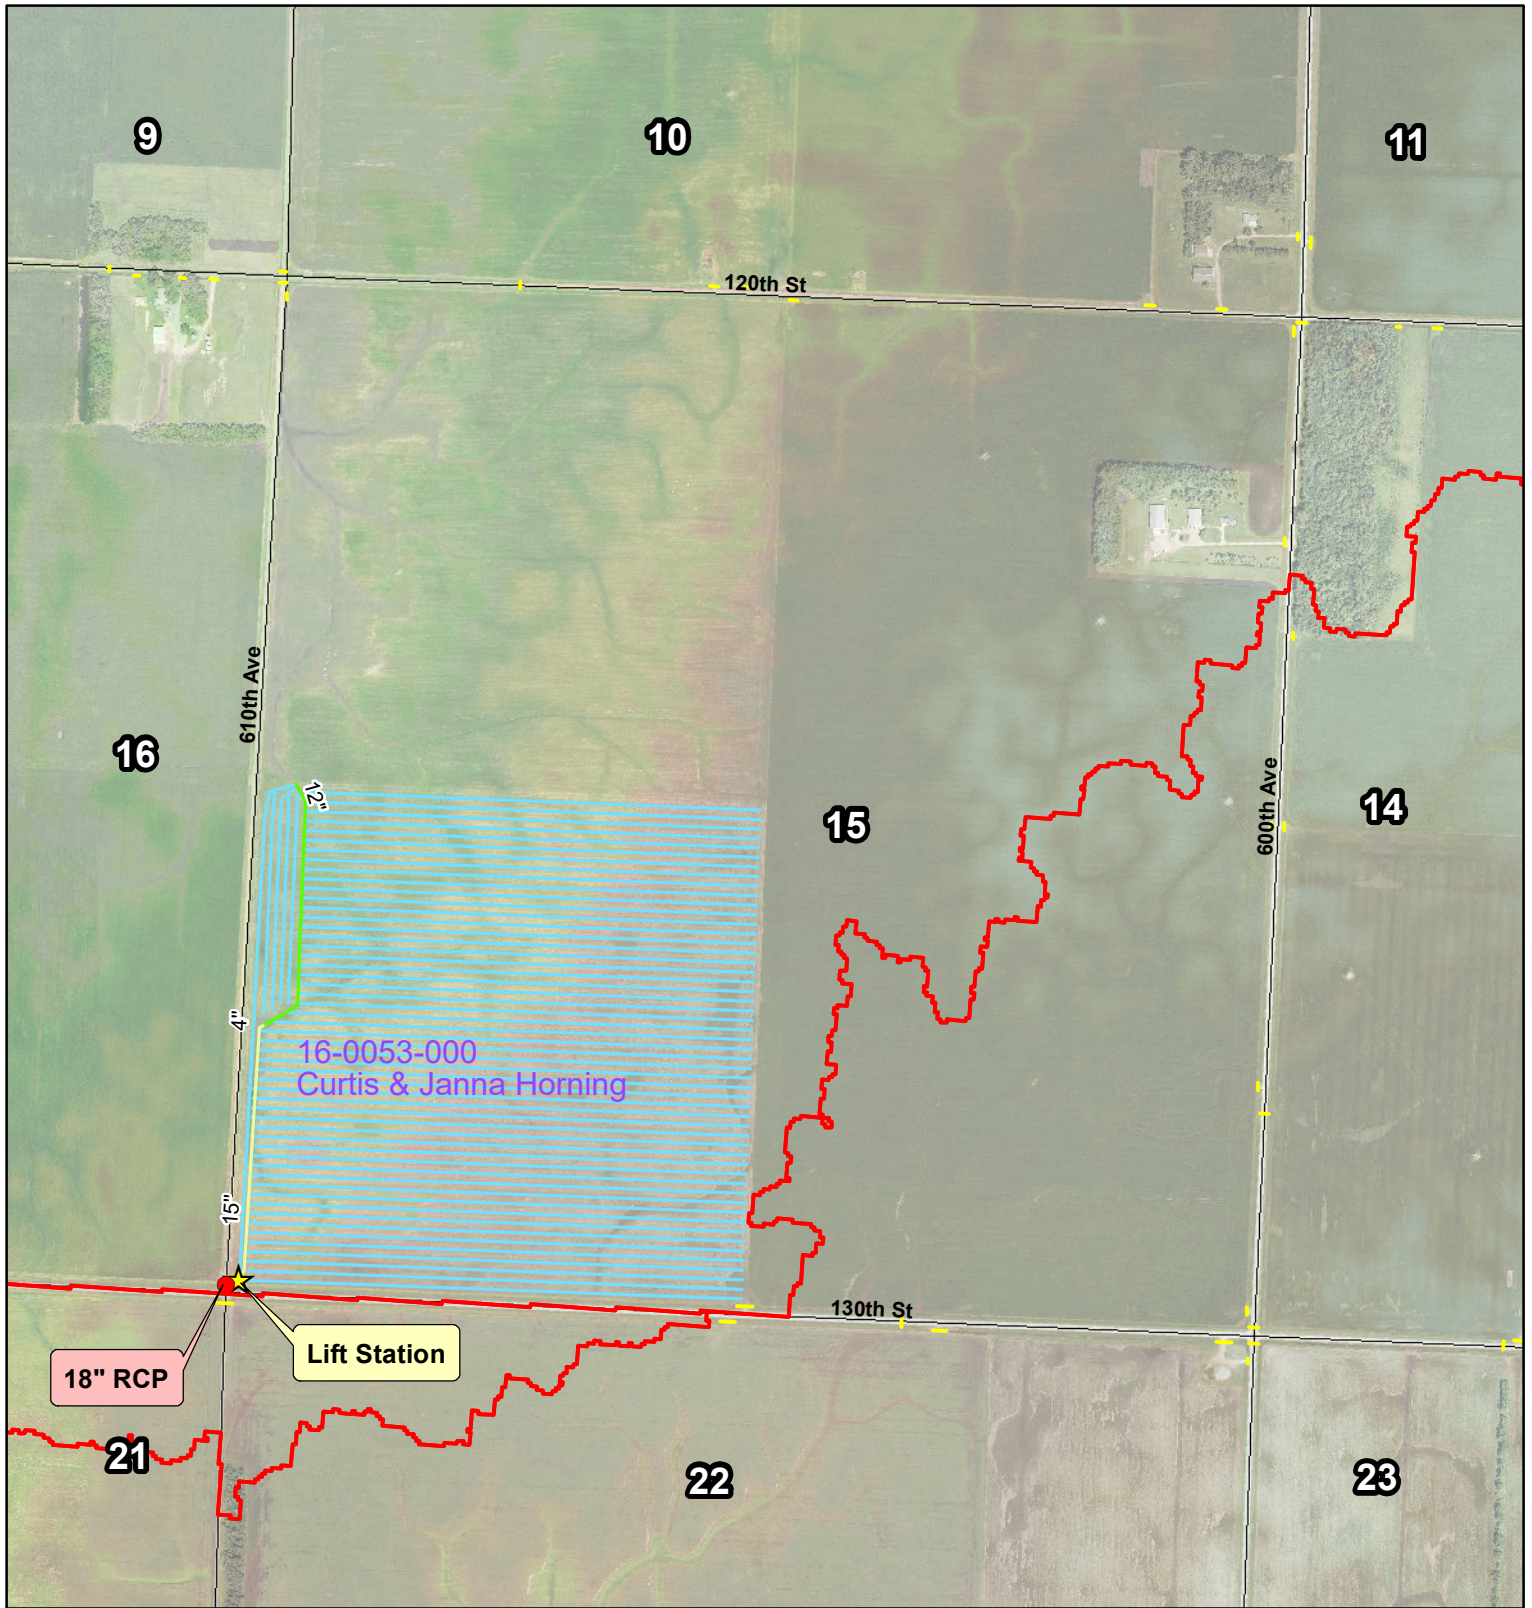 9
10
11
120th St
610th Ave
16
12"
15
14
600th Ave
4"
16-0053-000
Curtis & Janna Horning
15"
130th St
Lift Station
18" RCP
21
22
23